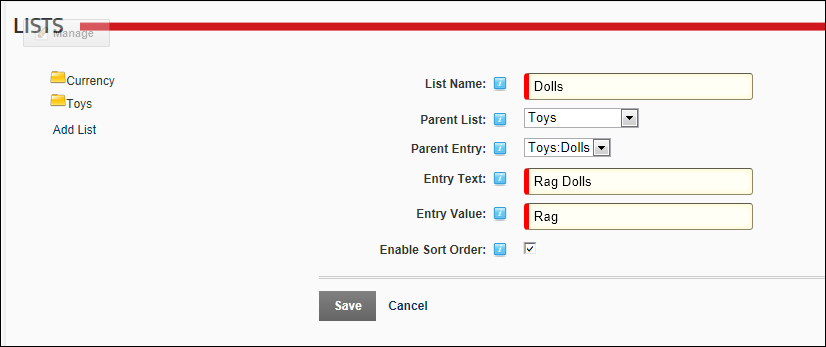 LISTS
Manage
Currency
Toys
Add List
List Name: Dolls
Parent List: Toys
Parent Entry: Toys:Dolls
Entry Text: Rag Dolls
Entry Value: Rag
Enable Sort Order:
Save Cancel